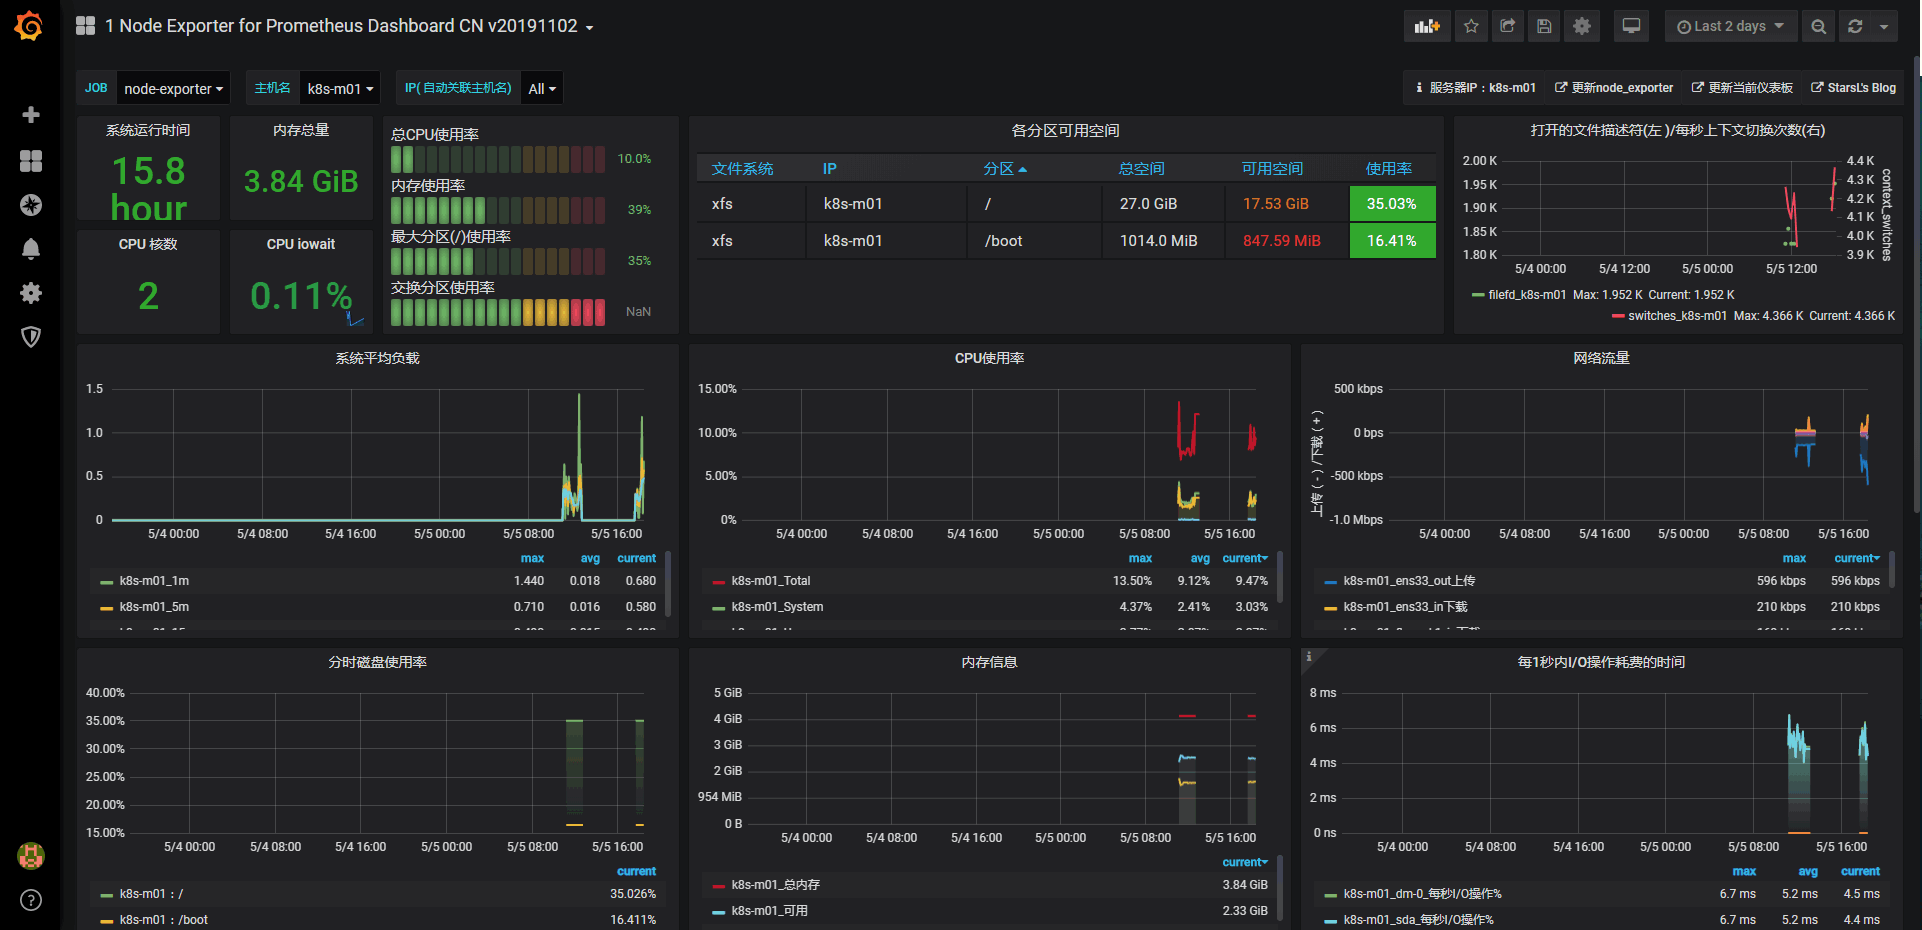 1 Node Exporter for Prometheus Dashboard CN v20191102
Last 2 days
JOB node-exporter 主机名 k8s-m01 IP(自动关联主机名) All
服务器IP：k8s-m01 更新node_exporter 更新当前仪表板 StarsL's Blog
系统运行时间
15.8
hour
内存总量
3.84 GiB
CPU 核数
2
CPU iowait
0.11%
总CPU使用率
10.0%
内存使用率
39%
最大分区(/)使用率
35%
交换分区使用率
NaN
各分区可用空间
文件系统 IP 分区 总空间 可用空间 使用率
xfs k8s-m01 / 27.0 GiB 17.53 GiB 35.03%
xfs k8s-m01 /boot 1014.0 MiB 847.59 MiB 16.41%
打开的文件描述符(左 )/每秒上下文切换次数(右)
2.00 K
1.95 K
1.90 K
1.85 K
1.80 K
4.4 K
4.3 K
4.2 K
4.1 K
4.0 K
3.9 K
context_switches
5/4 00:00 5/4 12:00 5/5 00:00 5/5 12:00
filefd_k8s-m01 Max: 1.952 K Current: 1.952 K
switches_k8s-m01 Max: 4.366 K Current: 4.366 K
系统平均负载
1.5
1.0
0.5
0
5/4 00:00 5/4 08:00 5/4 16:00 5/5 00:00 5/5 08:00 5/5 16:00
max avg current
k8s-m01_1m 1.440 0.018 0.680
k8s-m01_5m 0.710 0.016 0.580
CPU使用率
15.00%
10.00%
5.00%
0%
5/4 00:00 5/4 08:00 5/4 16:00 5/5 00:00 5/5 08:00 5/5 16:00
max avg current
k8s-m01_Total 13.50% 9.12% 9.47%
k8s-m01_System 4.37% 2.41% 3.03%
网络流量
上传（-）/下载（+）
500 kbps
0 bps
-500 kbps
-1.0 Mbps
5/4 00:00 5/4 08:00 5/4 16:00 5/5 00:00 5/5 08:00 5/5 16:00
max current
k8s-m01_ens33_out上传 596 kbps 596 kbps
k8s-m01_ens33_in下载 210 kbps 210 kbps
分时磁盘使用率
40.00%
35.00%
30.00%
25.00%
20.00%
15.00%
5/4 00:00 5/4 08:00 5/4 16:00 5/5 00:00 5/5 08:00 5/5 16:00
current
k8s-m01：/ 35.026%
k8s-m01：/boot 16.411%
内存信息
5 GiB
4 GiB
3 GiB
2 GiB
954 MiB
0 B
5/4 00:00 5/4 08:00 5/4 16:00 5/5 00:00 5/5 08:00 5/5 16:00
current
k8s-m01_总内存 3.84 GiB
k8s-m01_可用 2.33 GiB
每1秒内I/O操作耗费的时间
8 ms
6 ms
4 ms
2 ms
0 ns
5/4 00:00 5/4 08:00 5/4 16:00 5/5 00:00 5/5 08:00 5/5 16:00
max avg current
k8s-m01_dm-0_每秒I/O操作% 6.7 ms 5.2 ms 4.5 ms
k8s-m01_sda_每秒I/O操作% 6.7 ms 5.2 ms 4.4 ms